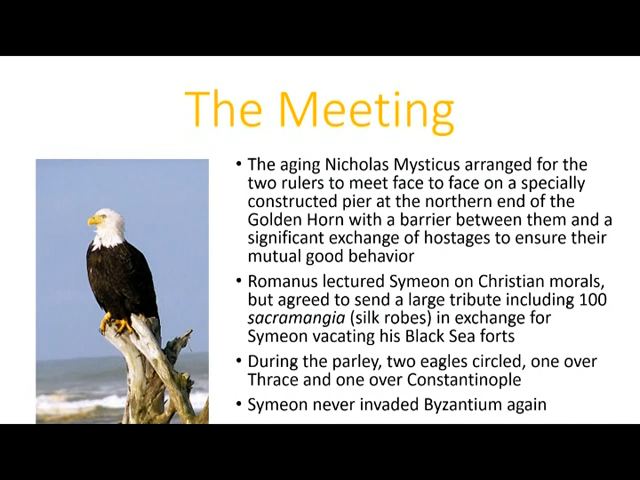 The Meeting
• The aging Nicholas Mysticus arranged for the
two rulers to meet face to face on a specially
constructed pier at the northern end of the
Golden Horn with a barrier between them and a
significant exchange of hostages to ensure their
mutual good behavior
• Romanus lectured Symeon on Christian morals,
but agreed to send a large tribute including 100
sacramangia (silk robes) in exchange for
Symeon vacating his Black Sea forts
• During the parley, two eagles circled, one over
Thrace and one over Constantinople
• Symeon never invaded Byzantium again